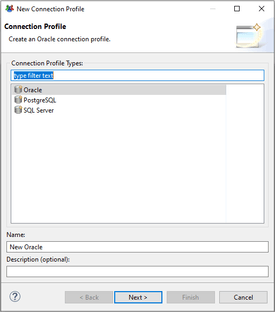 New Connection Profile
Connection Profile
Create an Oracle connection profile.
Connection Profile Types:
type filter text
Oracle
PostgreSQL
SQL Server
Name:
New Oracle
Description (optional):
?
< Back
Next >
Finish
Cancel